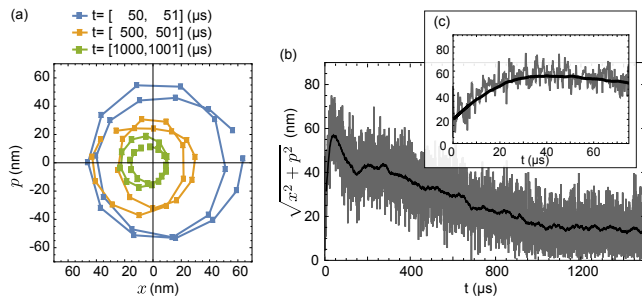 (a)
t= [ 50, 51] (µs)
t= [ 500, 501] (µs)
t= [1000,1001] (µs)
60
40
20
0
-20
-40
-60
p (nm)
-60 -40 -20 0 20 40 60
x (nm)
(b)
80
60
40
20
0
√x² + p² (nm)
0 400 800 1200
t (µs)
(c)
80
60
40
20
0
0 20 40 60
t (µs)